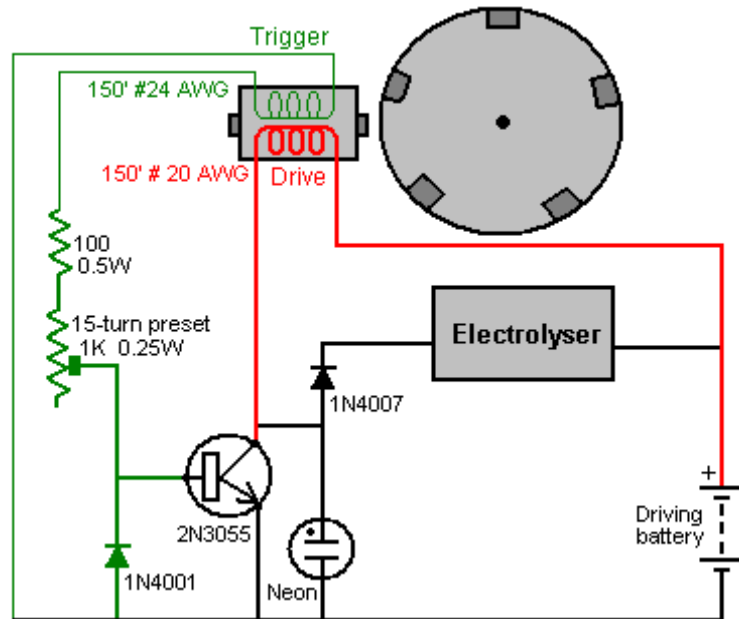 Trigger
150' #24 AWG
150' # 20 AWG
Drive
100
0.5W
15-turn preset
1K 0.25W
Electrolyser
1N4007
+
2N3055
Driving
battery
1N4001
Neon